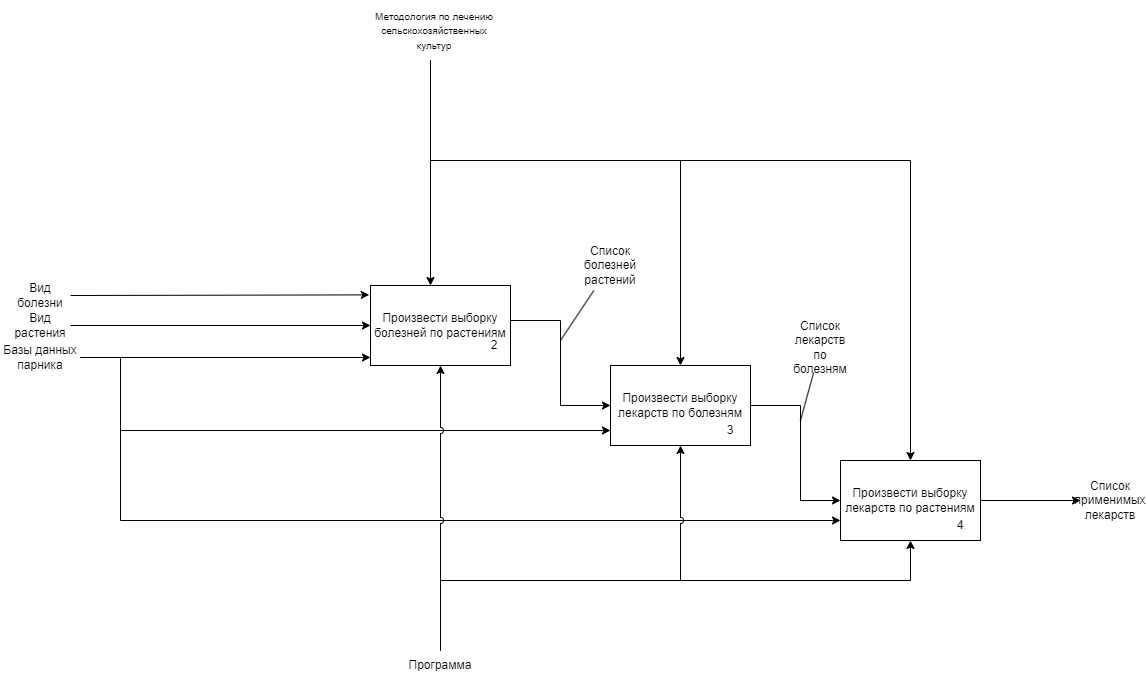 Методология по лечению
сельскохозяйственных
культур
Список
болезней
растений
Вид
болезни
Вид
растения
Базы данных
парника
Произвести выборку
болезней по растениям
2
Список
лекарств
по
болезням
Произвести выборку
лекарств по болезням
3
Произвести выборку
лекарств по растениям
4
Список
применимых
лекарств
Программа